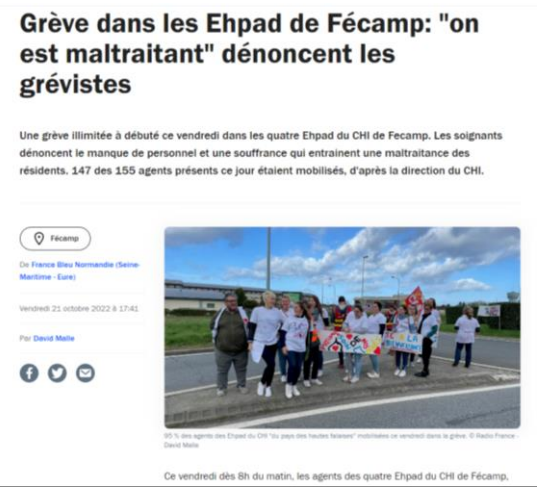 Grève dans les Ehpad de Fécamp: "on
est maltraitant" dénoncent les
grévistes
Une grève illimitée à débuté ce vendredi dans les quatre Ehpad du CHI de Fecamp. Les soignants
dénoncent le manque de personnel et une souffrance qui entrainent une maltraitance des
résidents. 147 des 155 agents présents ce jour étaient mobilisés, d'après la direction du CHI.
Fécamp
De France Bleu Normandie (Seine-
Maritime - Eure)
Vendredi 21 octobre 2022 à 17:41
Par David Malle
95 % des agents des Ehpad du CHI "du pays des hautes falaises" mobilisées ce vendredi dans la grève. © Radio France -
David Malle
Ce vendredi dès 8h du matin, les agents des quatre Ehpad du CHI de Fécamp,